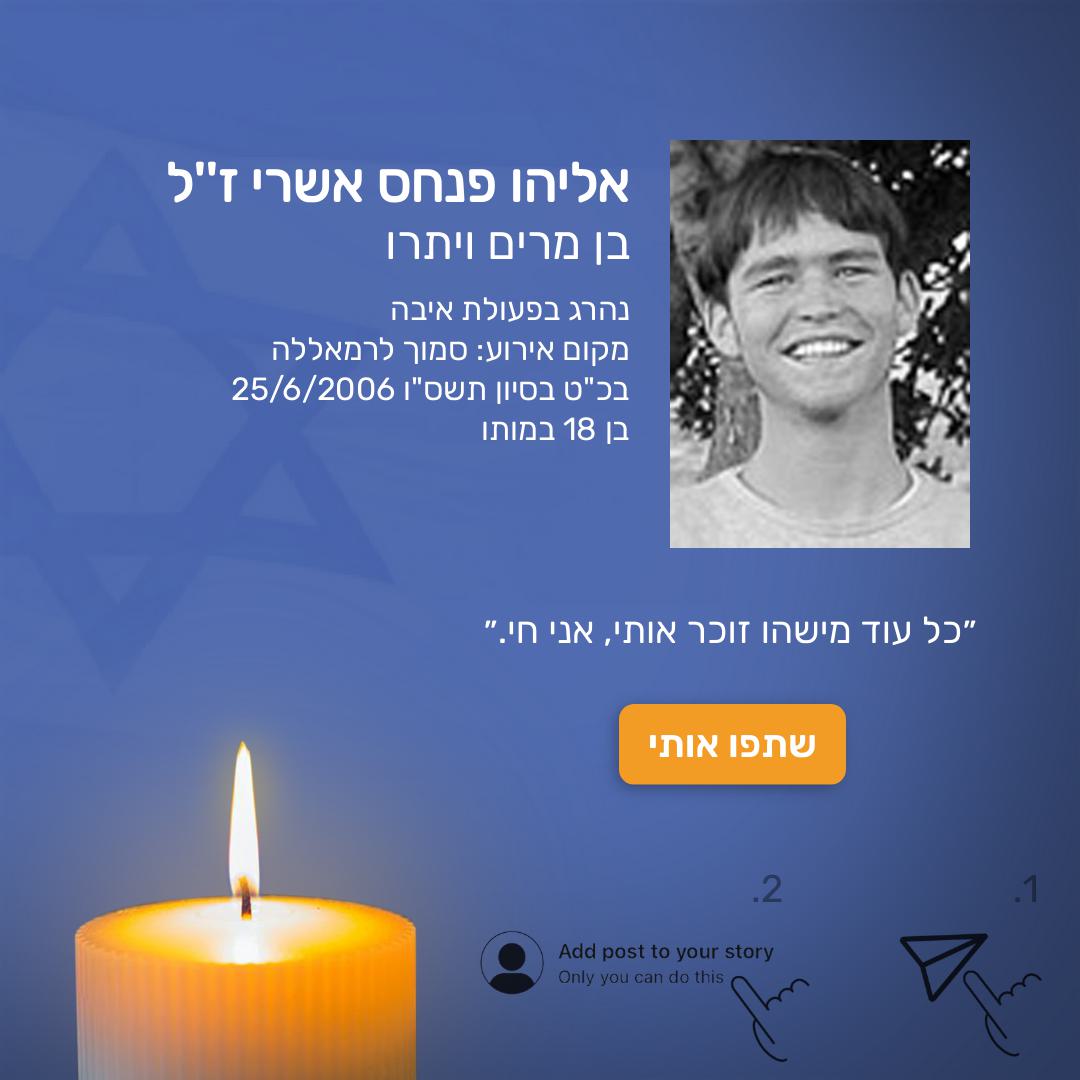 אליהו פנחס אשרי ז''ל
בן מרים ויתרו
נהרג בפעולת איבה
מקום אירוע: סמוך לרמאללה
בכ"ט בסיון תשס"ו 25/6/2006
בן 18 במותו
״כל עוד מישהו זוכר אותי, אני חי.״
שתפו אותי
.1
.2
Add post to your story
Only you can do this